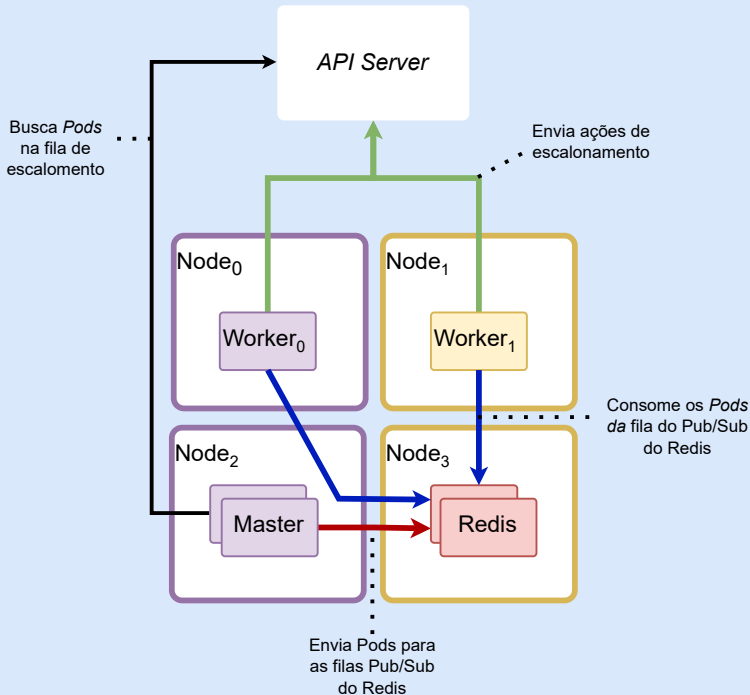 API Server
Busca Pods
na fila de
escalomento
Envia ações de
escalonamento
Node0
Node1
Worker0
Worker1
Consome os Pods
da fila do Pub/Sub
do Redis
Node2
Node3
Master
Redis
Envia Pods para
as filas Pub/Sub
do Redis